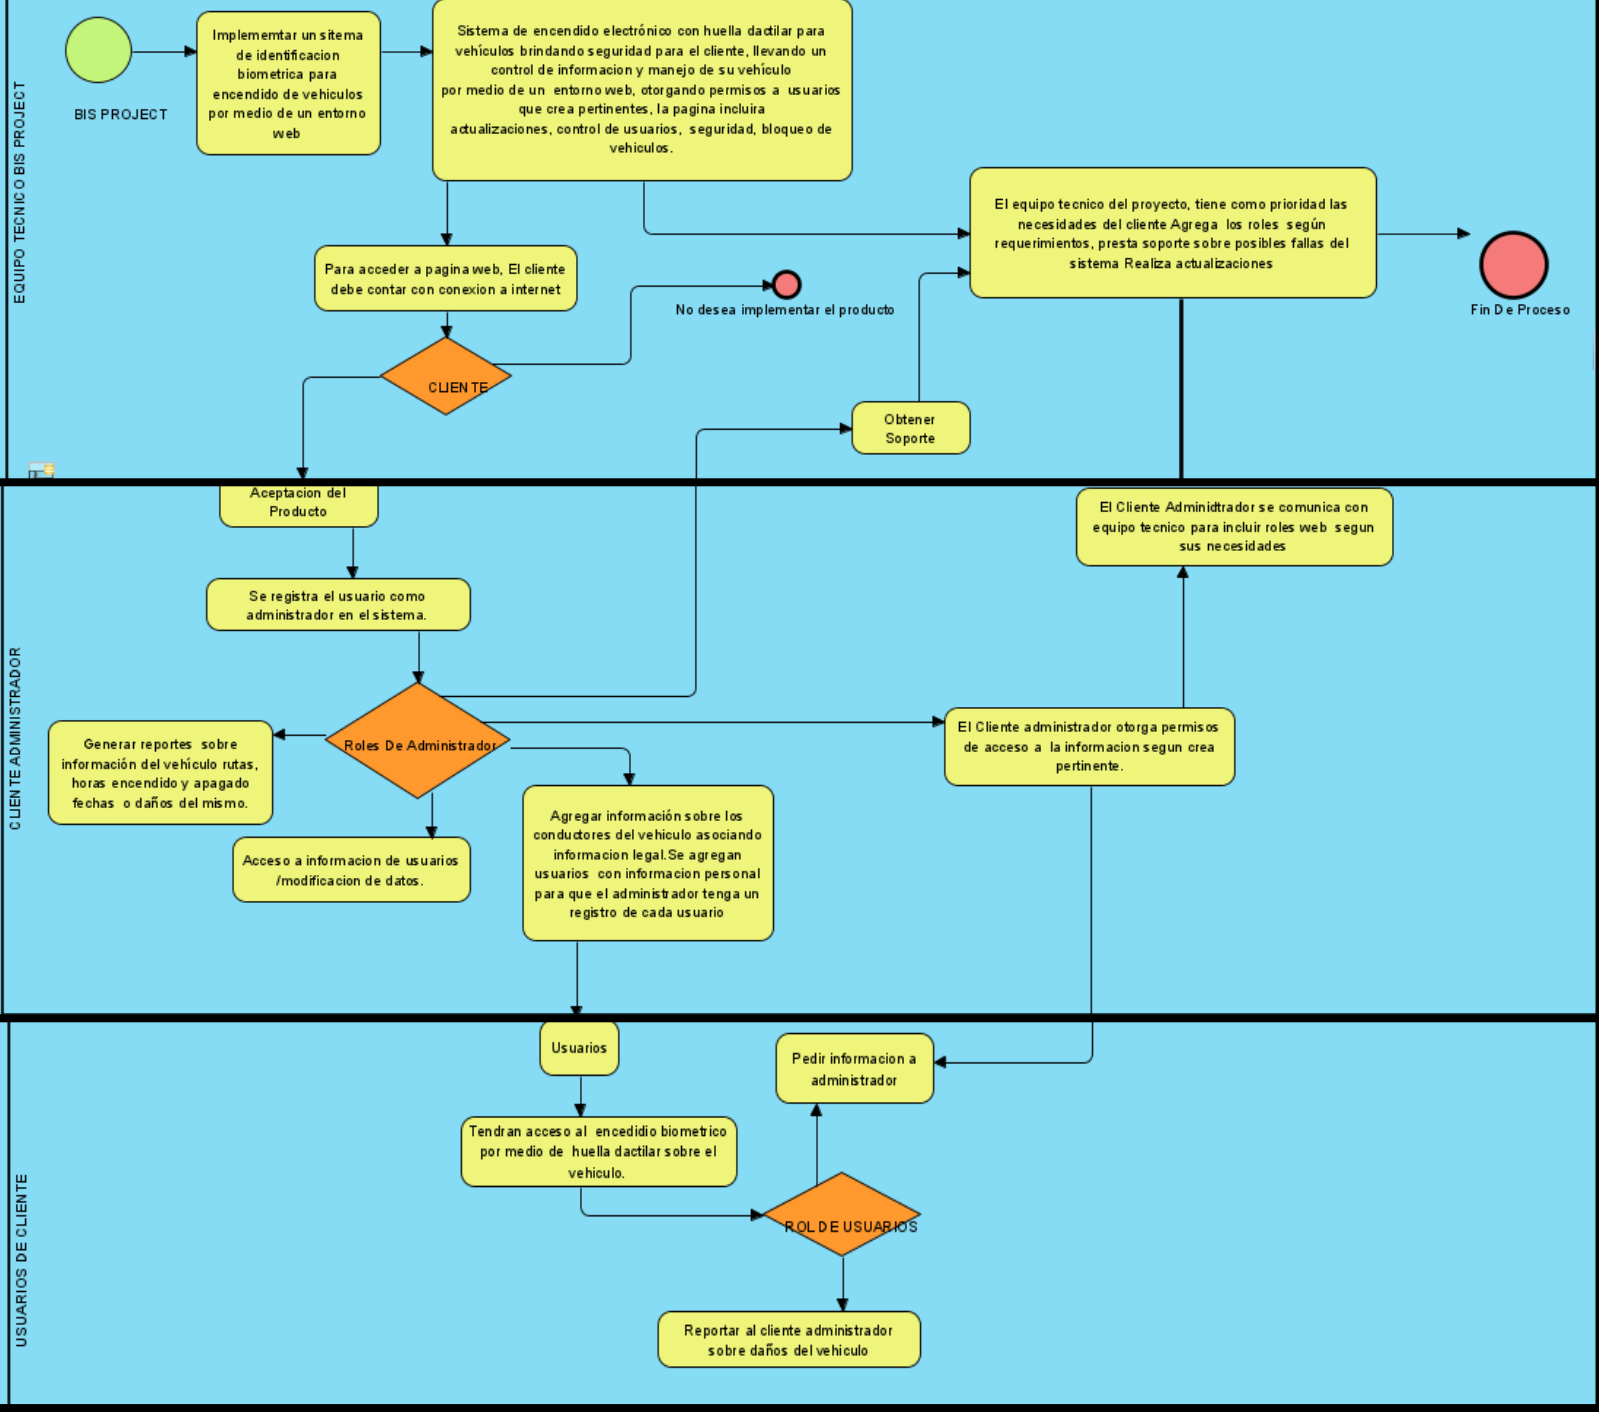 EQUIPO TECNICO BIS PROJECT
BIS PROJECT
Implememtar un sitema
de identificacion
biometrica para
encendido de vehiculos
por medio de un entorno
web
Sistema de encendido electrónico con huella dactilar para
vehículos brindando seguridad para el cliente, llevando un
control de informacion y manejo de su vehículo
por medio de un entorno web, otorgando permisos a usuarios
que crea pertinentes, la pagina incluira
actualizaciones, control de usuarios, seguridad, bloqueo de
vehiculos.
Para acceder a pagina web, El cliente
debe contar con conexion a internet
CLIENTE
No desea implementar el producto
El equipo tecnico del proyecto, tiene como prioridad las
necesidades del cliente Agrega los roles según
requerimientos, presta soporte sobre posibles fallas del
sistema Realiza actualizaciones
Fin De Proceso
Obtener
Soporte
CLIENTE ADMINISTRADOR
Aceptacion del
Producto
Se registra el usuario como
administrador en el sistema.
Roles De Administrador
Generar reportes sobre
información del vehículo rutas,
horas encendido y apagado
fechas o daños del mismo.
Acceso a informacion de usuarios
/modificacion de datos.
Agregar información sobre los
conductores del vehiculo asociando
informacion legal.Se agregan
usuarios con informacion personal
para que el administrador tenga un
registro de cada usuario
El Cliente Adminidtrador se comunica con
equipo tecnico para incluir roles web segun
sus necesidades
El Cliente administrador otorga permisos
de acceso a la informacion segun crea
pertinente.
USUARIOS DE CLIENTE
Usuarios
Tendran acceso al encedidio biometrico
por medio de huella dactilar sobre el
vehiculo.
Pedir informacion a
administrador
ROL DE USUARIOS
Reportar al cliente administrador
sobre daños del vehiculo